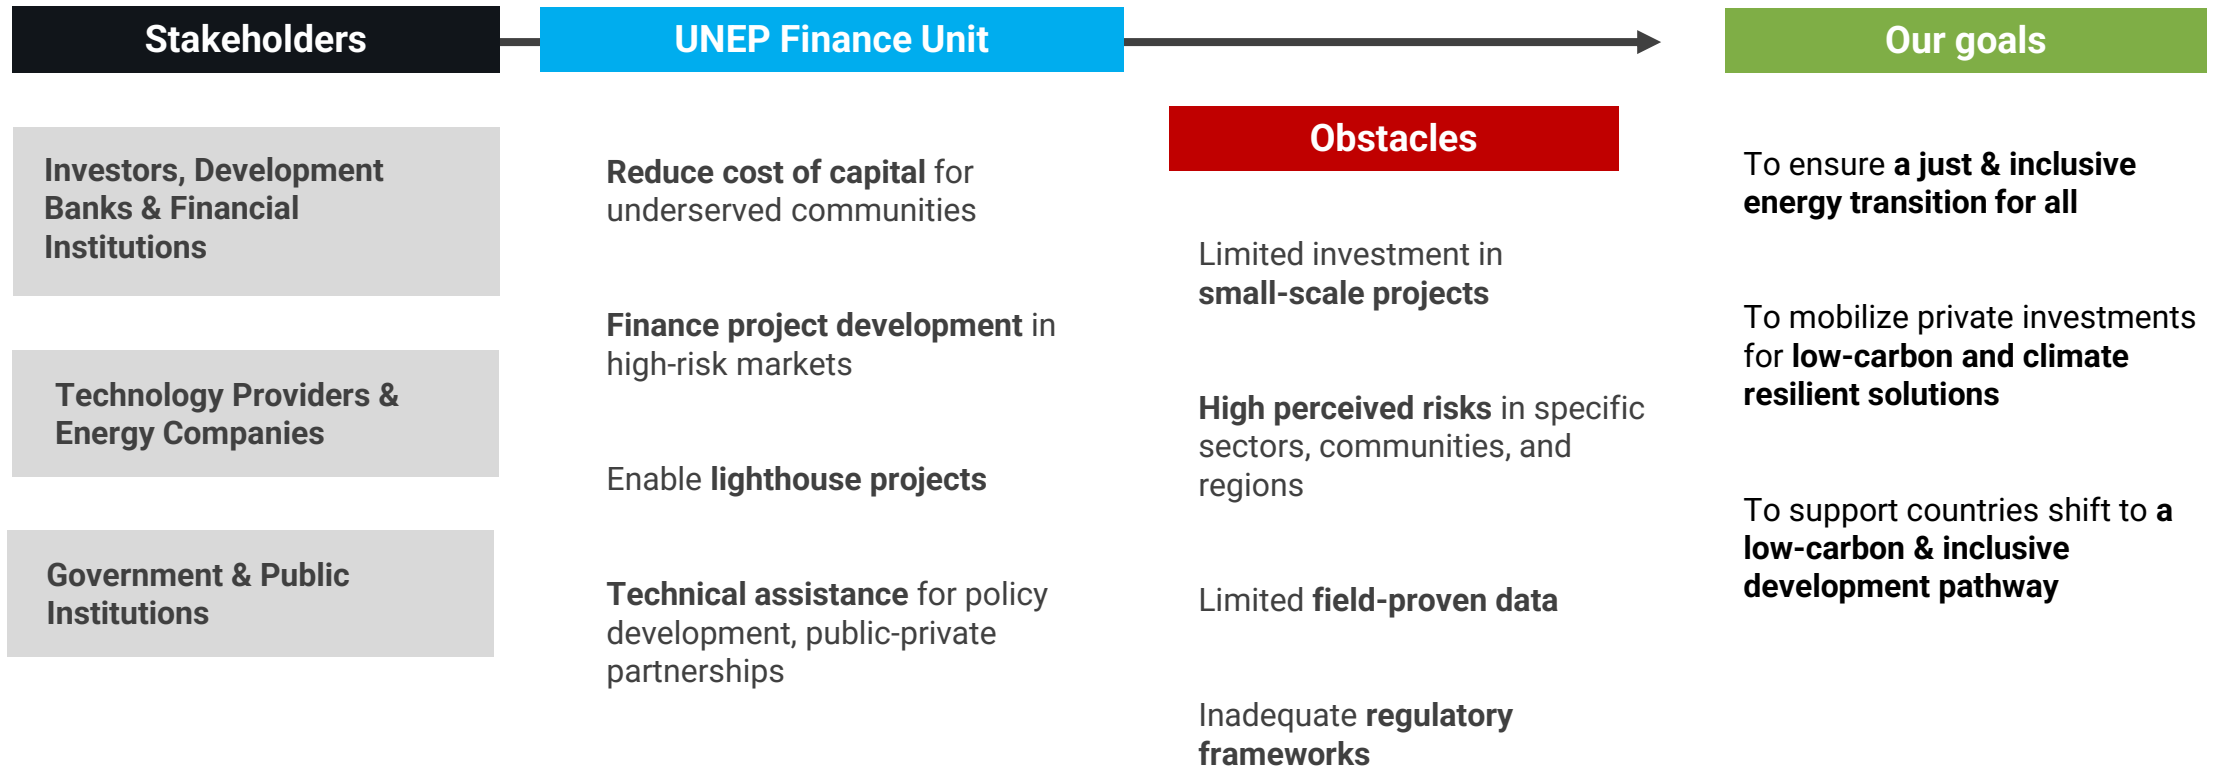 Stakeholders
UNEP Finance Unit
Our goals
Investors, Development
Banks & Financial
Institutions
Technology Providers &
Energy Companies
Government & Public
Institutions
Reduce cost of capital for
underserved communities
Finance project development in
high-risk markets
Enable lighthouse projects
Technical assistance for policy
development, public-private
partnerships
Obstacles
Limited investment in
small-scale projects
High perceived risks in specific
sectors, communities, and
regions
Limited field-proven data
Inadequate regulatory
frameworks
To ensure a just & inclusive
energy transition for all
To mobilize private investments
for low-carbon and climate
resilient solutions
To support countries shift to a
low-carbon & inclusive
development pathway